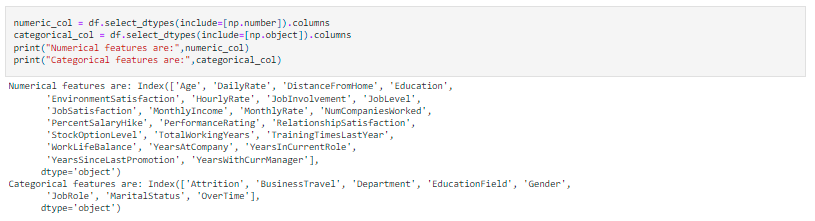 numeric_col = df.select_dtypes(include=[np.number]).columns
categorical_col = df.select_dtypes(include=[np.object]).columns
print("Numerical features are:",numeric_col)
print("Categorical features are:",categorical_col)
Numerical features are: Index(['Age', 'DailyRate', 'DistanceFromHome', 'Education',
'EnvironmentSatisfaction', 'HourlyRate', 'JobInvolvement', 'JobLevel',
'JobSatisfaction', 'MonthlyIncome', 'MonthlyRate', 'NumCompaniesWorked',
'PercentSalaryHike', 'PerformanceRating', 'RelationshipSatisfaction',
'StockOptionLevel', 'TotalWorkingYears', 'TrainingTimesLastYear',
'WorkLifeBalance', 'YearsAtCompany', 'YearsInCurrentRole',
'YearsSinceLastPromotion', 'YearsWithCurrManager'],
dtype='object')
Categorical features are: Index(['Attrition', 'BusinessTravel', 'Department', 'EducationField', 'Gender',
'JobRole', 'MaritalStatus', 'OverTime'],
dtype='object')